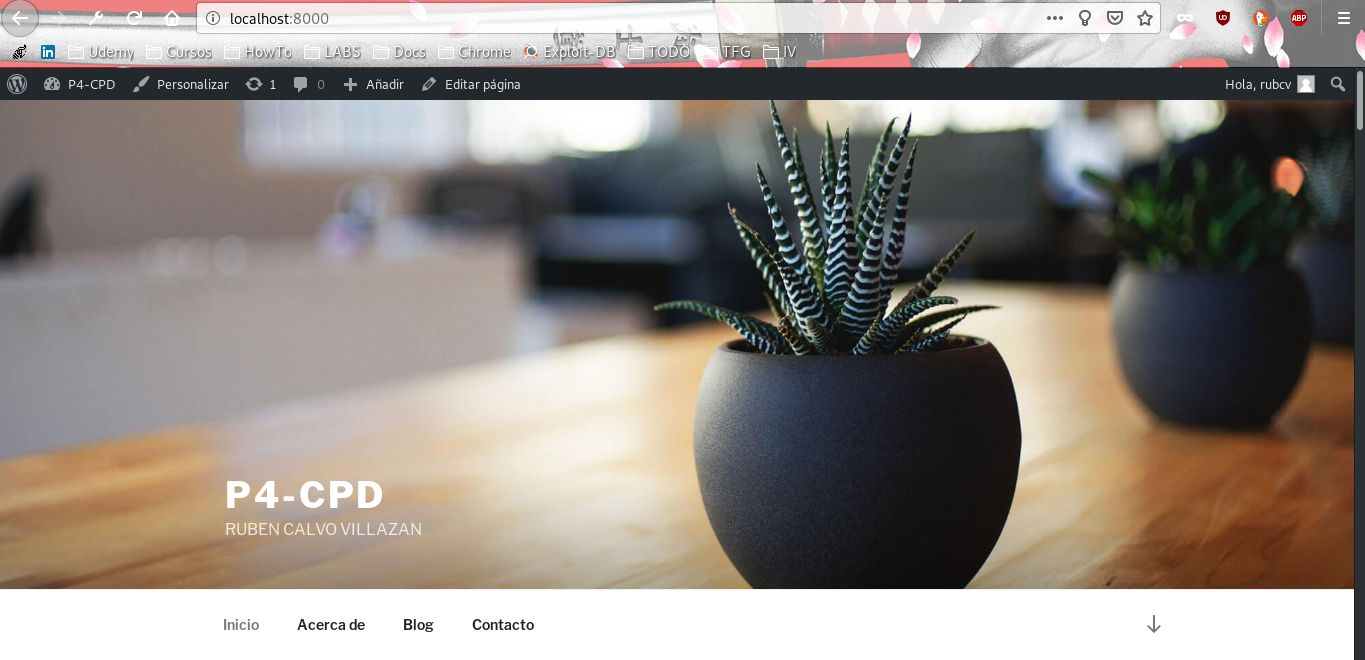 localhost:8000
Udemy Cursos HowTo LABS Docs Chrome Exploit-DB TODO TFG IV
P4-CPD Personalizar 1 0 Añadir Editar página Hola, rubcv
P4-CPD
RUBEN CALVO VILLAZAN
Inicio Acerca de Blog Contacto